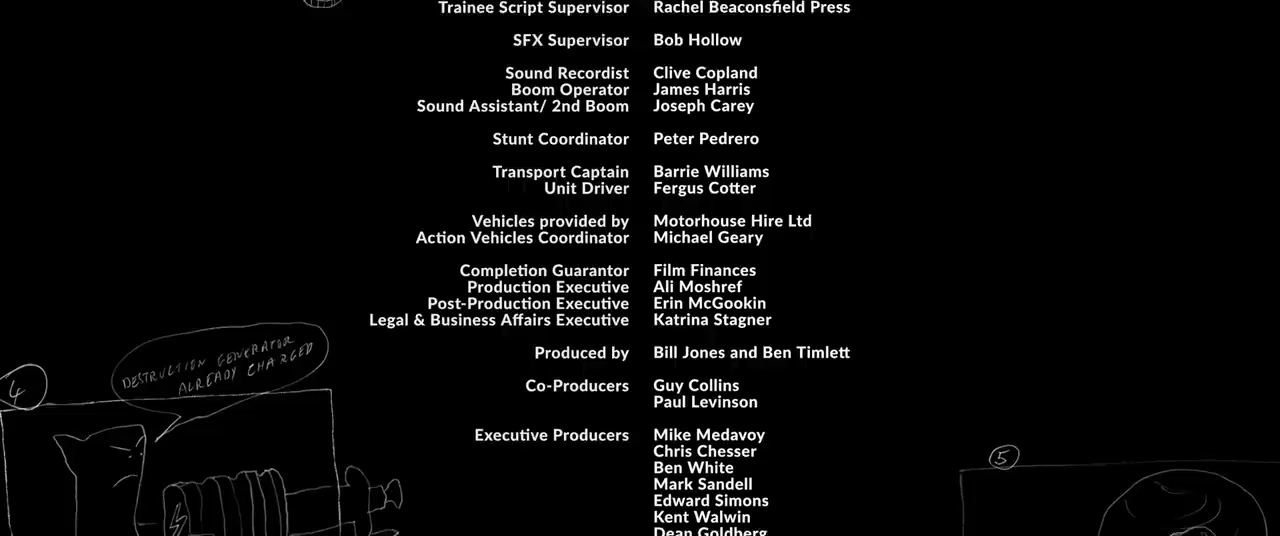 Trainee Script Supervisor Rachel Beaconsfield Press
SFX Supervisor Bob Hollow
Sound Recordist Clive Copland
Boom Operator James Harris
Sound Assistant/ 2nd Boom Joseph Carey
Stunt Coordinator Peter Pedrero
Transport Captain Barrie Williams
Unit Driver Fergus Cotter
Vehicles provided by Motorhouse Hire Ltd
Action Vehicles Coordinator Michael Geary
Completion Guarantor Film Finances
Production Executive Ali Moshref
Post-Production Executive Erin McGookin
Legal & Business Affairs Executive Katrina Stagner
Produced by Bill Jones and Ben Timlett
Co-Producers Guy Collins
Paul Levinson
Executive Producers Mike Medavoy
Chris Chesser
Ben White
Mark Sandell
Edward Simons
Kent Walwin
Dean Goldberg
4
DESTRUCTION GENERATOR
ALREADY CHARGED
5